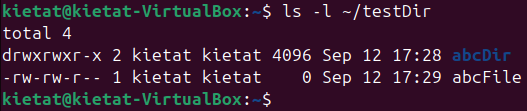 kietat@kietat-VirtualBox:~$ ls -l ~/testDir
total 4
drwxrwxr-x 2 kietat kietat 4096 Sep 12 17:28 abcDir
-rw-rw-r-- 1 kietat kietat    0 Sep 12 17:29 abcFile
kietat@kietat-VirtualBox:~$